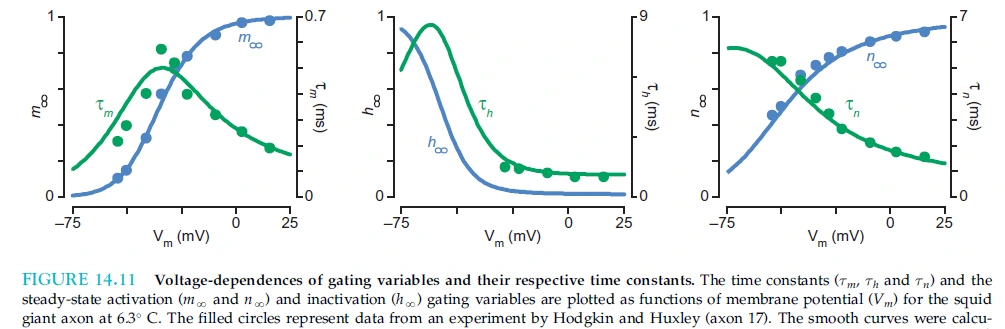 1
0.7
9
1
7
m∞
τm
m∞
τm (ms)
0
0
−75
0
25
Vm (mV)
1
h∞
τh
h∞
τh (ms)
0
0
−75
0
25
Vm (mV)
n∞
n∞
τn
τn (ms)
0
0
−75
0
25
Vm (mV)
FIGURE 14.11 Voltage-dependences of gating variables and their respective time constants. The time constants (τm, τh and τn) and the
steady-state activation (m∞ and n∞) and inactivation (h∞) gating variables are plotted as functions of membrane potential (Vm) for the squid
giant axon at 6.3° C. The filled circles represent data from an experiment by Hodgkin and Huxley (axon 17). The smooth curves were calcu-